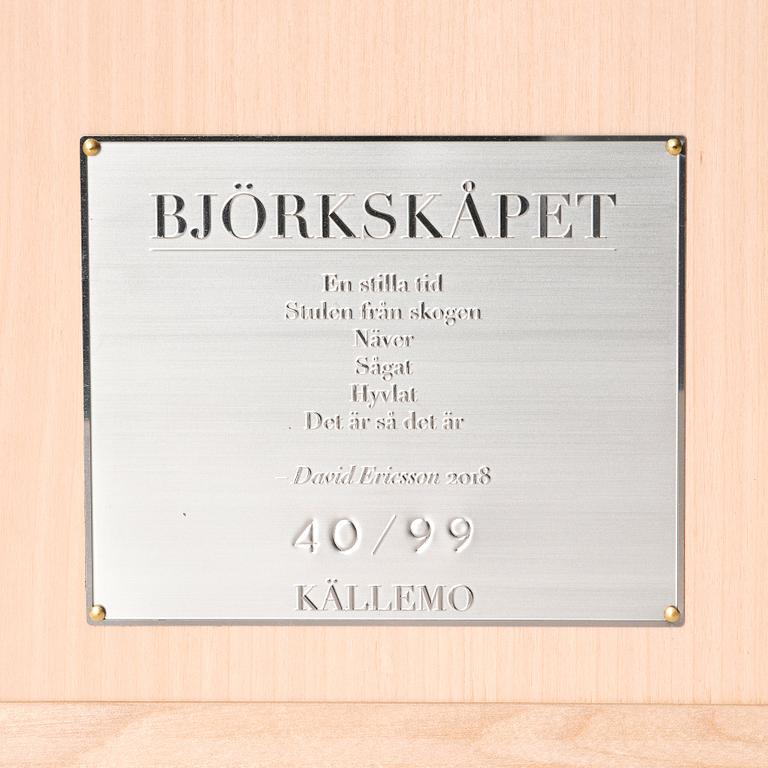 BJÖRKSKÅPET
En stilla tid
Stulen från skogen
Näver
Sågat
Hyvlat
Det är så det är
– David Ericsson 2018
40/99
KÄLLEMO